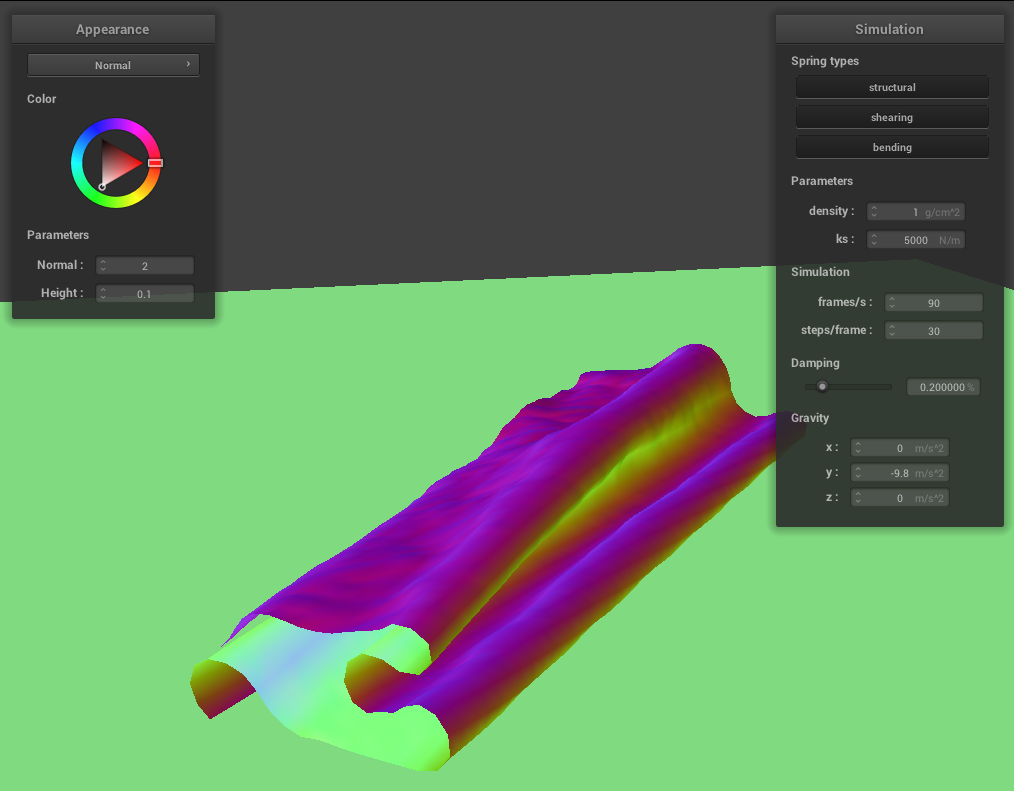 Appearance
Normal
Color
Parameters
Normal : 2
Height : 0.1
Simulation
Spring types
structural
shearing
bending
Parameters
density : 1 g/cm^2
ks : 5000 N/m
Simulation
frames/s : 90
steps/frame : 30
Damping
0.200000 %
Gravity
x : 0 m/s^2
y : -9.8 m/s^2
z : 0 m/s^2